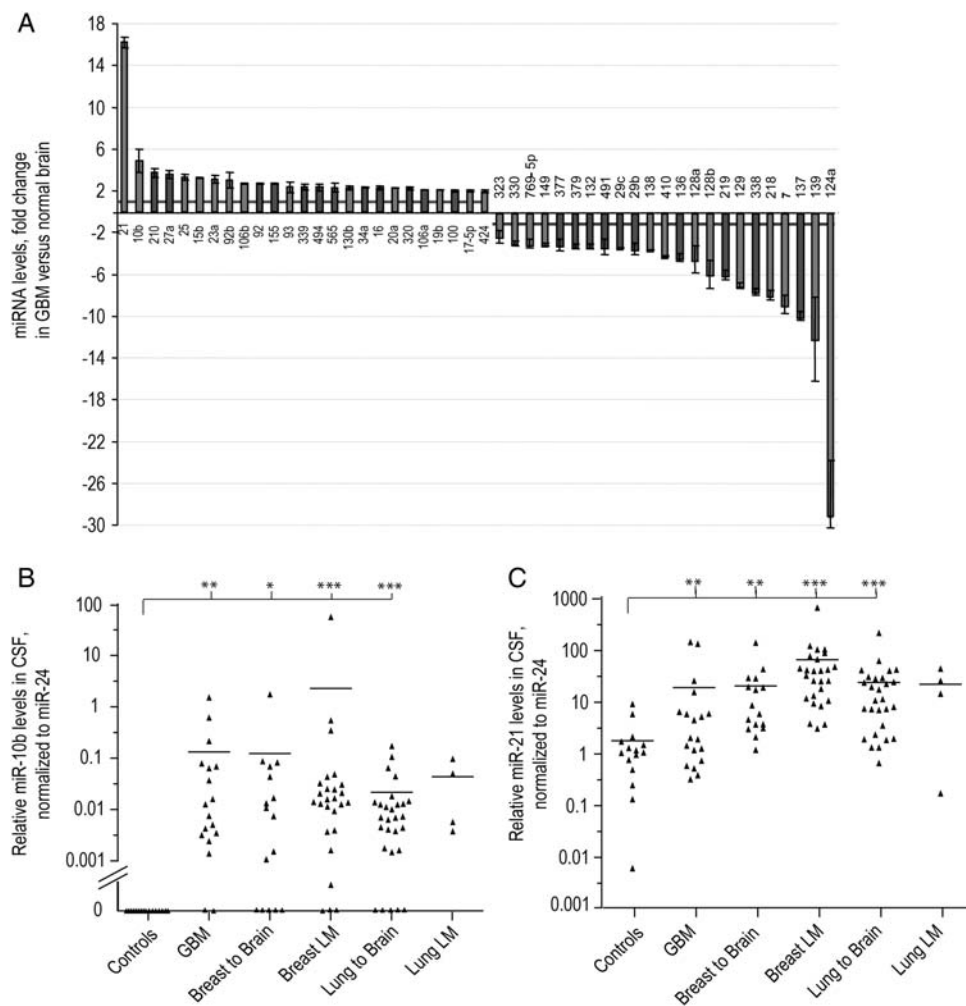 A
miRNA levels, fold change
in GBM versus normal brain
18
14
10
6
2
-2
-6
-10
-14
-18
-22
-26
-30
21 10b 210 27a 25 15b 23a 92b 106b 92 155 93 339 494 565 130b 34a 16 20a 320 106a 19b 100 17-5p 424
323 330 769-5p 149 377 379 132 491 29c 29b 138 410 136 128a 128b 219 129 338 218 7 137 139 124a
B
Relative miR-10b levels in CSF,
normalized to miR-24
100
10
1
0.1
0.01
0.001
0
** * *** ***
Controls GBM Breast to Brain Breast LM Lung to Brain Lung LM
C
Relative miR-21 levels in CSF,
normalized to miR-24
1000
100
10
1
0.1
0.01
0.001
** ** *** ***
Controls GBM Breast to Brain Breast LM Lung to Brain Lung LM